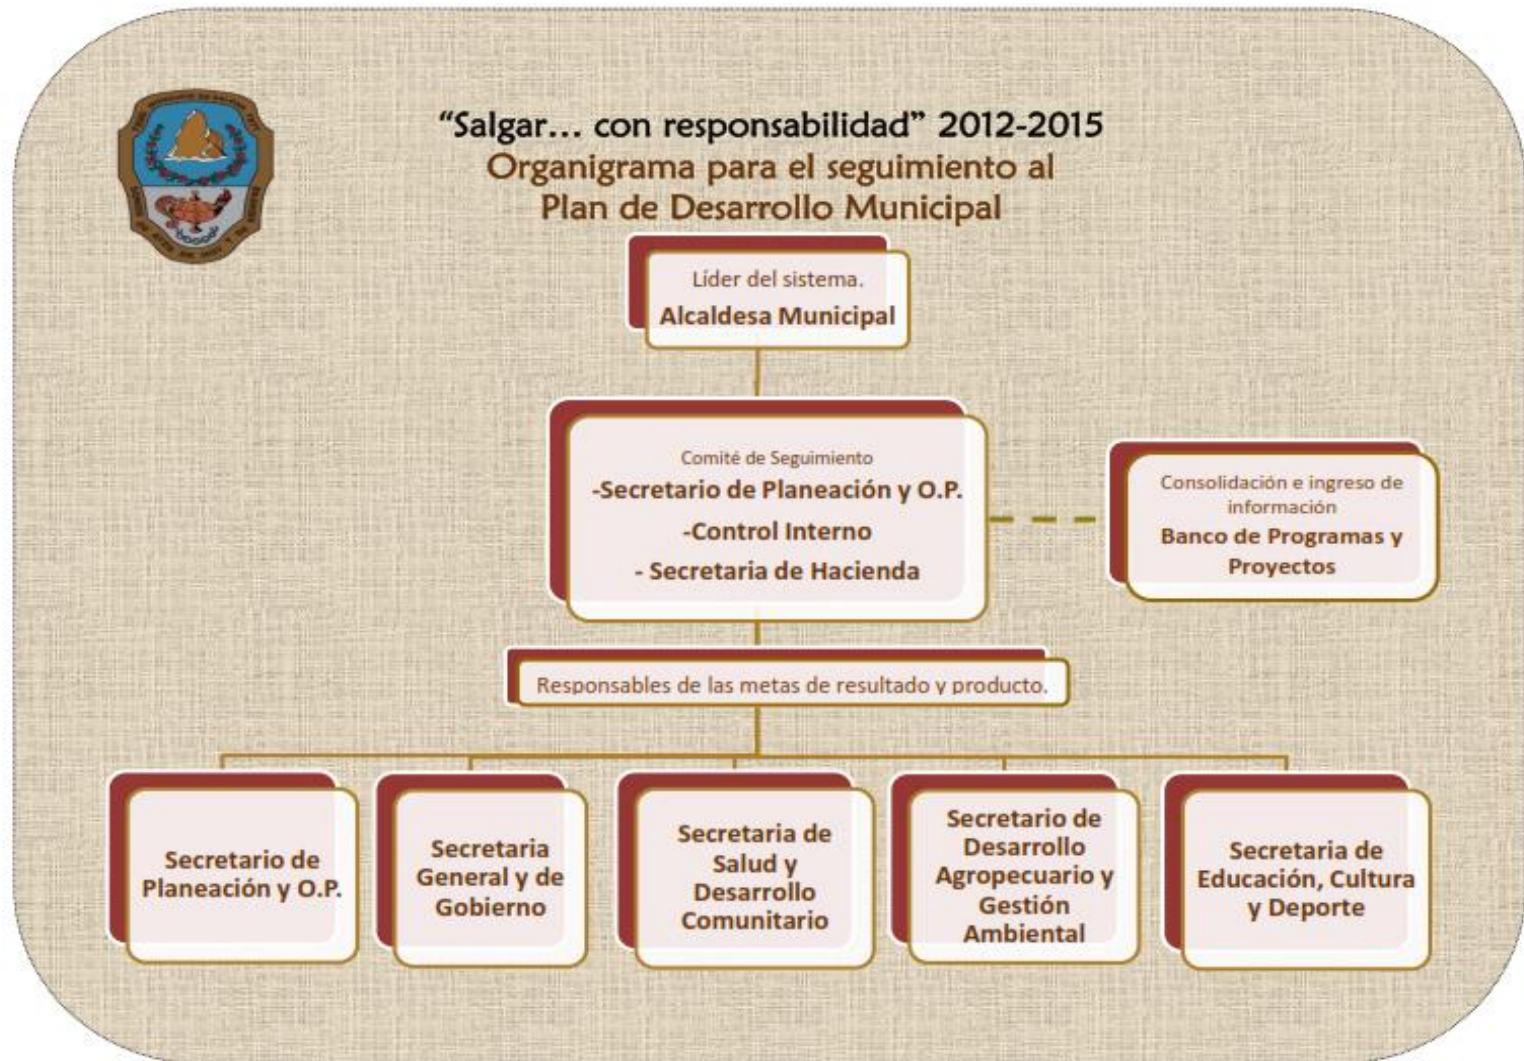 “Salgar... con responsabilidad” 2012-2015
Organigrama para el seguimiento al
Plan de Desarrollo Municipal
Líder del sistema.
Alcaldesa Municipal
Comité de Seguimiento
-Secretario de Planeación y O.P.
-Control Interno
- Secretaria de Hacienda
Consolidación e ingreso de
información
Banco de Programas y
Proyectos
Responsables de las metas de resultado y producto.
Secretario de
Planeación y O.P.
Secretaria
General y de
Gobierno
Secretaria de
Salud y
Desarrollo
Comunitario
Secretario de
Desarrollo
Agropecuario y
Gestión
Ambiental
Secretaria de
Educación, Cultura
y Deporte